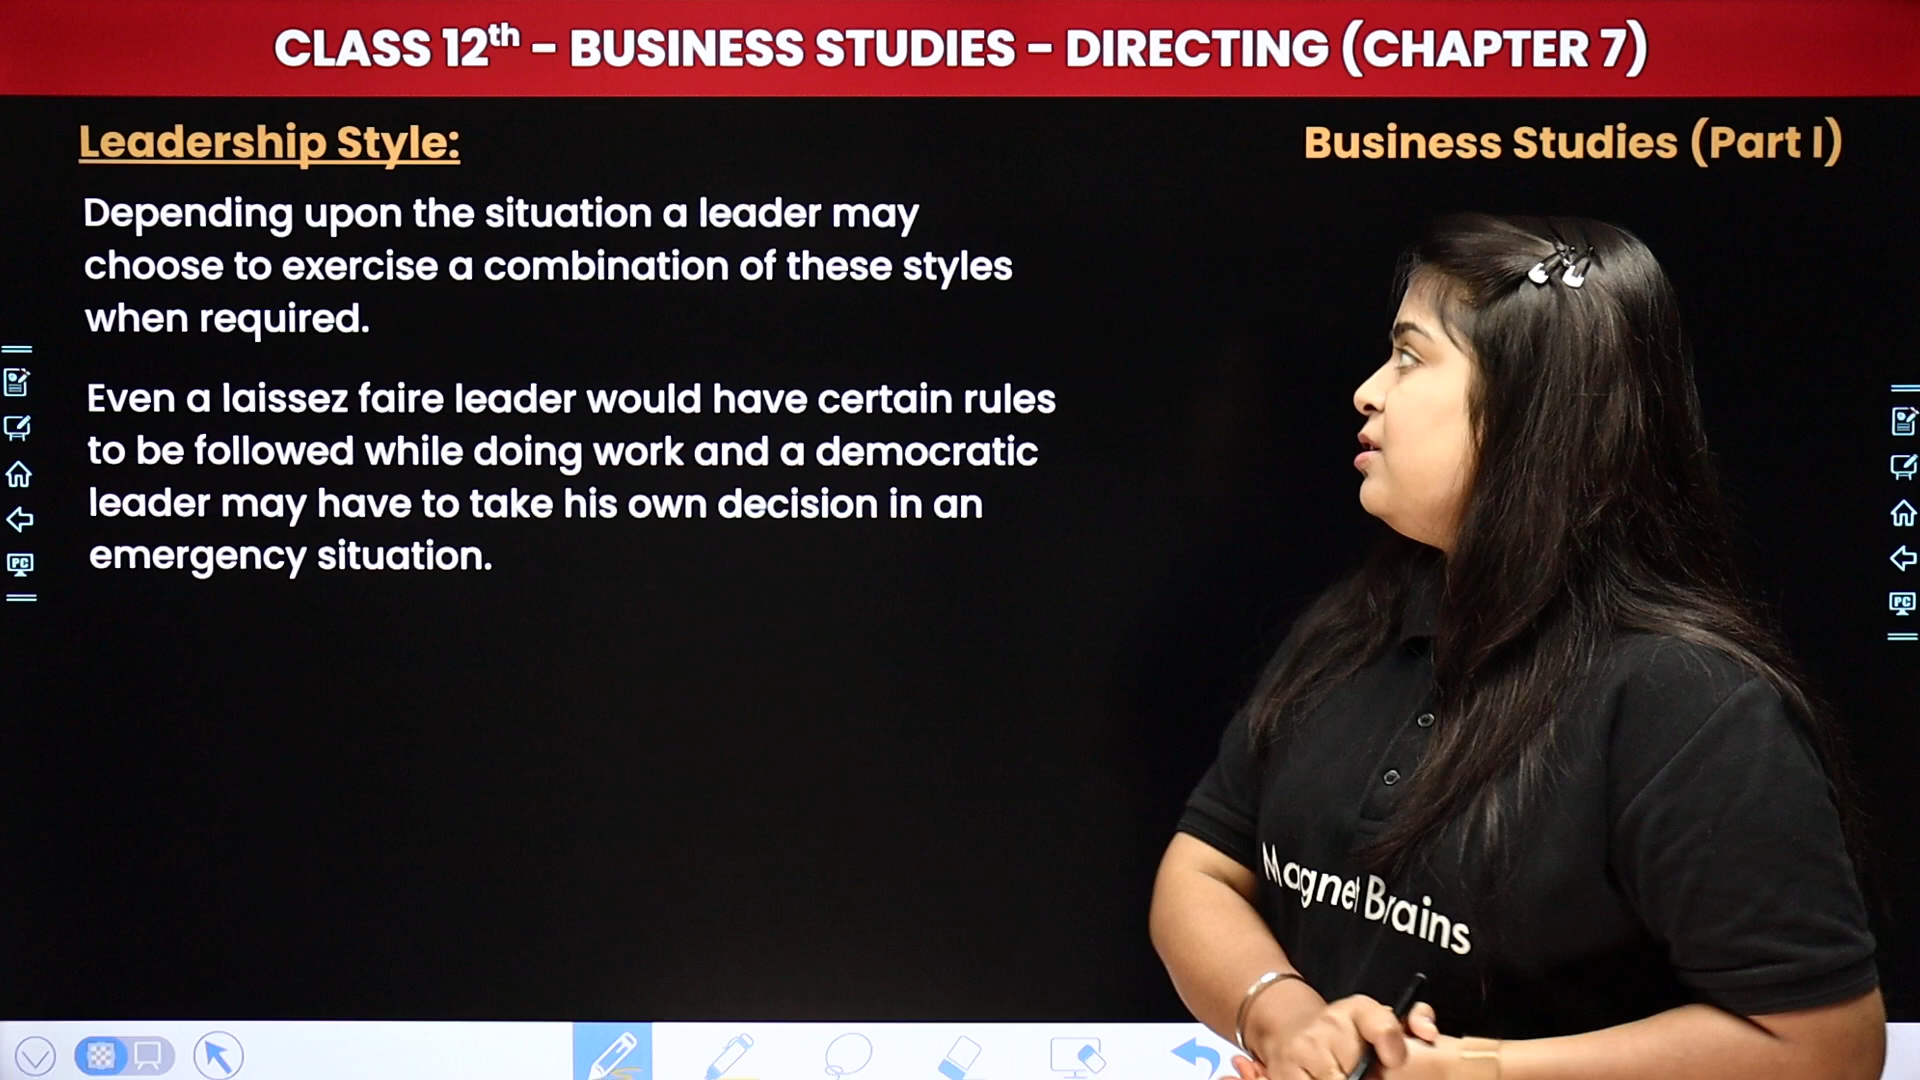 CLASS 12th - BUSINESS STUDIES - DIRECTING (CHAPTER 7)
Leadership Style:
Business Studies (Part I)
Depending upon the situation a leader may
choose to exercise a combination of these styles
when required.
Even a laissez faire leader would have certain rules
to be followed while doing work and a democratic
leader may have to take his own decision in an
emergency situation.
PC
PC
Magnet Brains